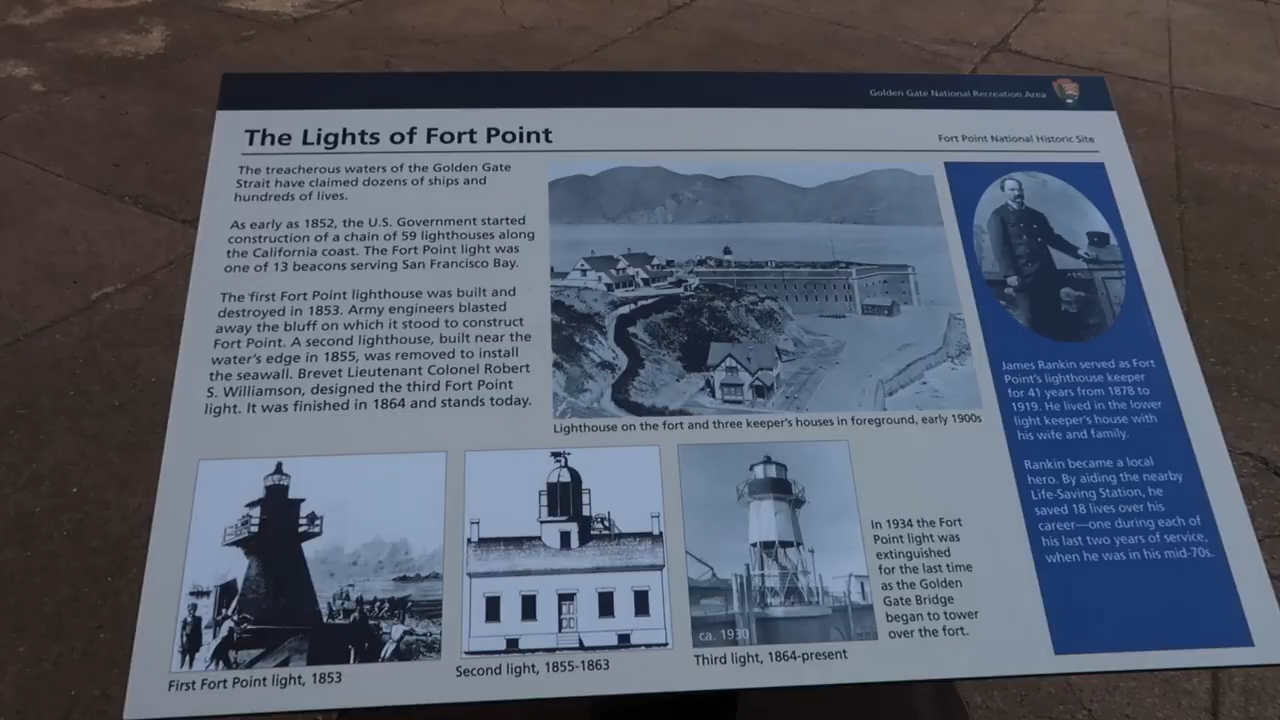 Golden Gate National Recreation Area
The Lights of Fort Point
Fort Point National Historic Site
The treacherous waters of the Golden Gate
Strait have claimed dozens of ships and
hundreds of lives.
As early as 1852, the U.S. Government started
construction of a chain of 59 lighthouses along
the California coast. The Fort Point light was
one of 13 beacons serving San Francisco Bay.
The first Fort Point lighthouse was built and
destroyed in 1853. Army engineers blasted
away the bluff on which it stood to construct
Fort Point. A second lighthouse, built near the
water's edge in 1855, was removed to install
the seawall. Brevet Lieutenant Colonel Robert
S. Williamson, designed the third Fort Point
light. It was finished in 1864 and stands today.
Lighthouse on the fort and three keeper's houses in foreground, early 1900s
James Rankin served as Fort
Point's lighthouse keeper
for 41 years from 1878 to
1919. He lived in the lower
light keeper's house with
his wife and family.
Rankin became a local
hero. By aiding the nearby
Life-Saving Station, he
saved 18 lives over his
career—one during each of
his last two years of service,
when he was in his mid-70s.
First Fort Point light, 1853
Second light, 1855-1863
ca. 1930
Third light, 1864-present
In 1934 the Fort
Point light was
extinguished
for the last time
as the Golden
Gate Bridge
began to tower
over the fort.